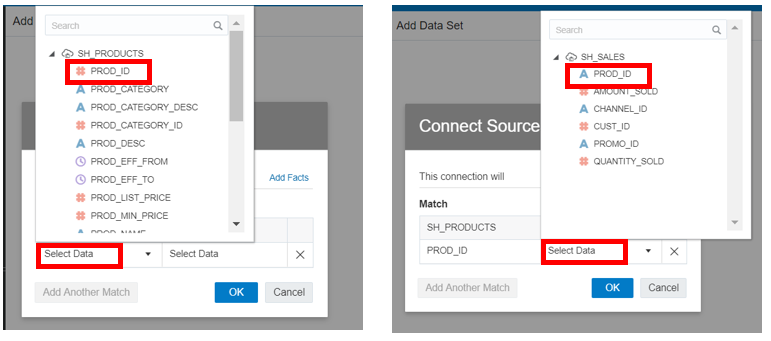 Add
Search
SH_PRODUCTS
PROD_ID
PROD_CATEGORY
PROD_CATEGORY_DESC
PROD_CATEGORY_ID
PROD_DESC
PROD_EFF_FROM
PROD_EFF_TO
PROD_LIST_PRICE
PROD_MIN_PRICE
PROD_NAME
Add Facts
Select Data
Select Data
Add Another Match
OK
Cancel
Add Data Set
Search
SH_SALES
PROD_ID
AMOUNT_SOLD
CHANNEL_ID
CUST_ID
PROMO_ID
QUANTITY_SOLD
Connect Source
This connection will
Match
SH_PRODUCTS
PROD_ID
Select Data
Add Another Match
OK
Cancel